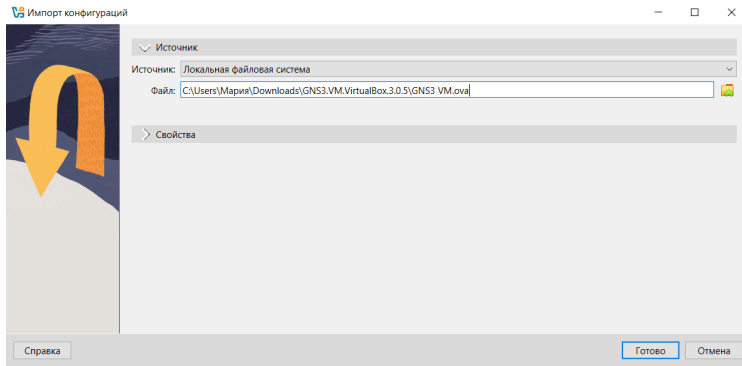 Импорт конфигураций
Источник
Источник: Локальная файловая система
Файл: C:\Users\Мария\Downloads\GNS3.VM.VirtualBox.3.0.5\GNS3 VM.ova
Свойства
Справка Готово Отмена